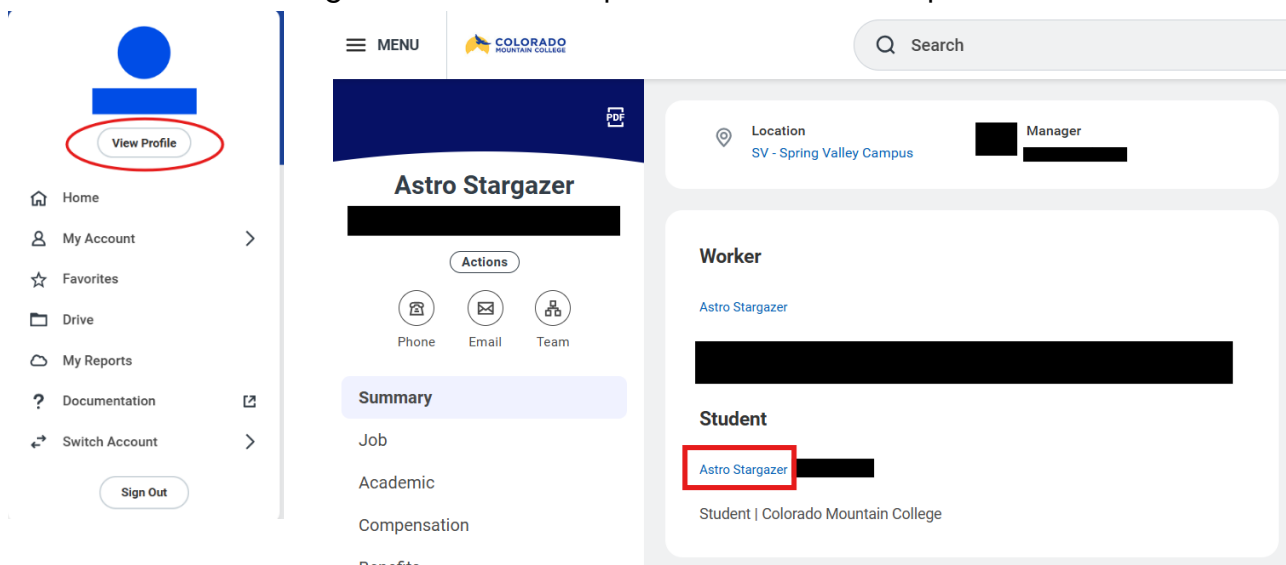 View Profile
Home
My Account
Favorites
Drive
My Reports
? Documentation
Switch Account
Sign Out
MENU
COLORADO
MOUNTAIN COLLEGE
Search
PDF
Astro Stargazer
Actions
Phone Email Team
Summary
Job
Academic
Compensation
Location
SV - Spring Valley Campus
Manager
Worker
Astro Stargazer
Student
Astro Stargazer
Student | Colorado Mountain College